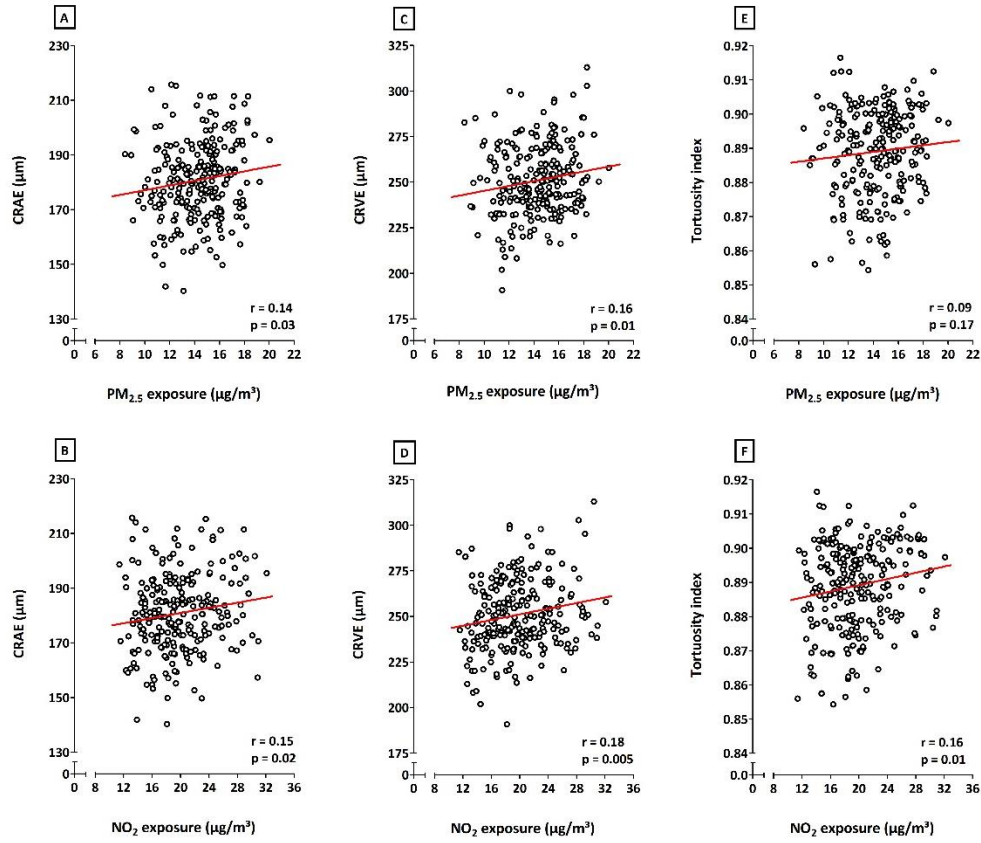 A
230
210
190
170
150
130
0
CRAE (µm)
0 6 8 10 12 14 16 18 20 22
r = 0.14
p = 0.03
PM2.5 exposure (µg/m³)
C
325
300
275
250
225
200
175
0
CRVE (µm)
0 6 8 10 12 14 16 18 20 22
r = 0.16
p = 0.01
PM2.5 exposure (µg/m³)
E
0.92
0.91
0.90
0.89
0.88
0.87
0.86
0.85
0.84
0.0
Tortuosity index
0 6 8 10 12 14 16 18 20 22
r = 0.09
p = 0.17
PM2.5 exposure (µg/m³)
B
230
210
190
170
150
130
0
CRAE (µm)
0 8 12 16 20 24 28 32 36
r = 0.15
p = 0.02
NO2 exposure (µg/m³)
D
325
300
275
250
225
200
175
0
CRVE (µm)
0 8 12 16 20 24 28 32 36
r = 0.18
p = 0.005
NO2 exposure (µg/m³)
F
0.92
0.91
0.90
0.89
0.88
0.87
0.86
0.85
0.84
0.0
Tortuosity index
0 8 12 16 20 24 28 32 36
r = 0.16
p = 0.01
NO2 exposure (µg/m³)